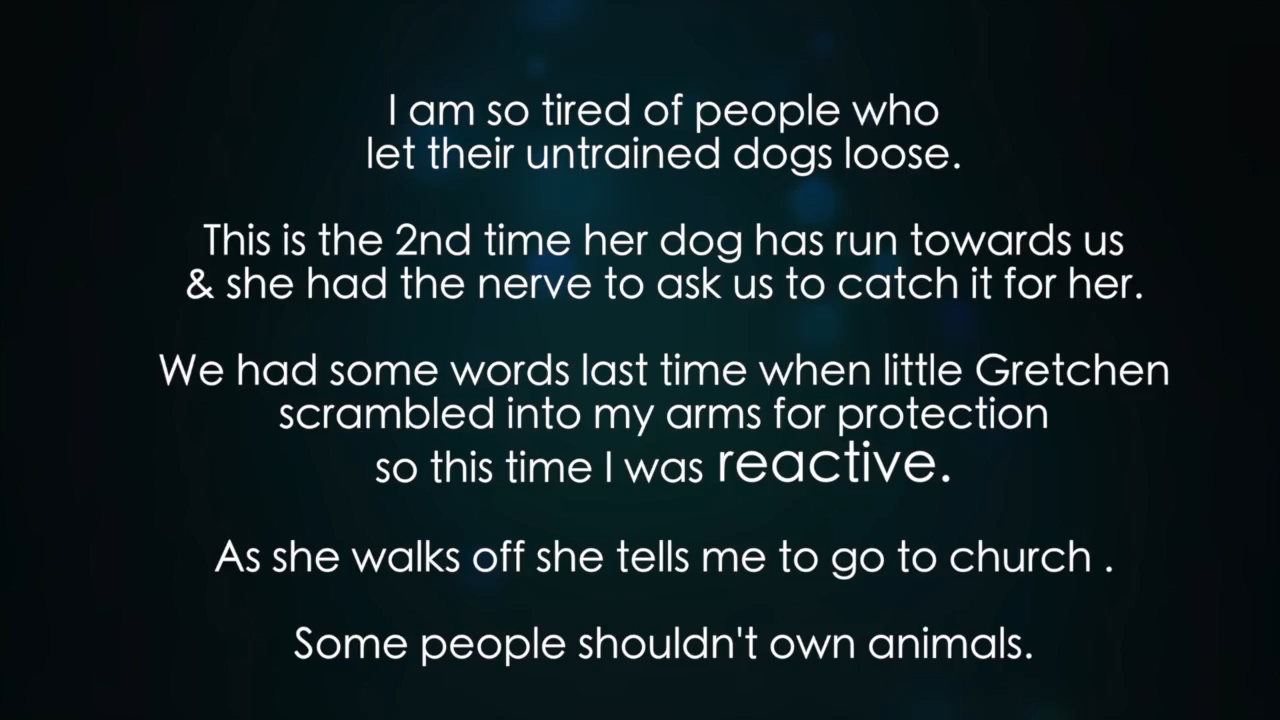 I am so tired of people who
let their untrained dogs loose.
This is the 2nd time her dog has run towards us
& she had the nerve to ask us to catch it for her.
We had some words last time when little Gretchen
scrambled into my arms for protection
so this time I was reactive.
As she walks off she tells me to go to church .
Some people shouldn't own animals.